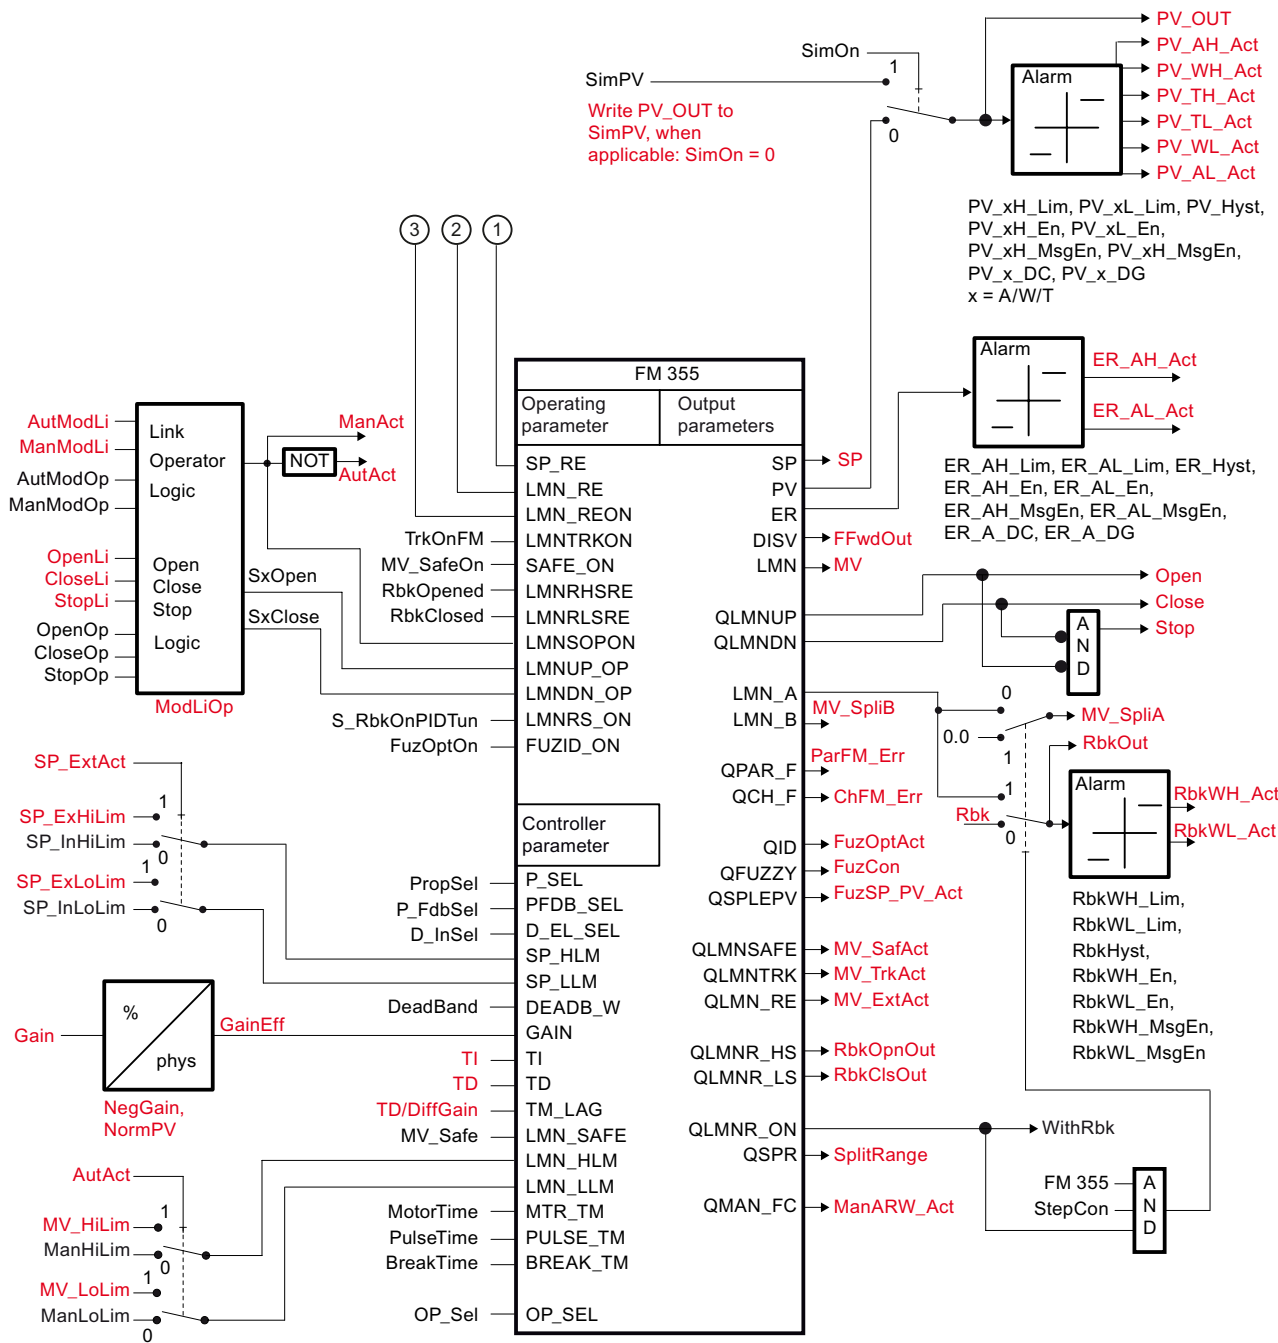 PV_OUT
SimOn
PV_AH_Act
1
PV_WH_Act
SimPV
Alarm
PV_TH_Act
Write PV_OUT to
SimPV, when
applicable: SimOn = 0
PV_TL_Act
0
PV_WL_Act
PV_AL_Act
PV_xH_Lim, PV_xL_Lim, PV_Hyst,
PV_xH_En, PV_xL_En,
PV_xH_MsgEn, PV_xH_MsgEn,
PV_x_DC, PV_x_DG
x = A/W/T
3
2
1
Alarm
ER_AH_Act
ER_AL_Act
ER_AH_Lim, ER_AL_Lim, ER_Hyst,
ER_AH_En, ER_AL_En,
ER_AH_MsgEn, ER_AL_MsgEn,
ER_A_DC, ER_A_DG
FM 355
Operating
parameter
Output
parameters
AutModLi
ManModLi
AutModOp
ManModOp
OpenLi
CloseLi
StopLi
OpenOp
CloseOp
StopOp
Link
Operator
Logic
Open
Close
Stop
Logic
ModLiOp
ManAct
NOT
AutAct
SxOpen
SxClose
SP_RE
LMN_RE
LMN_REON
TrkOnFM
LMNTRKON
MV_SafeOn
SAFE_ON
RbkOpened
LMNRHSRE
RbkClosed
LMNRLSRE
LMNSOPON
LMNUP_OP
LMNDN_OP
S_RbkOnPIDTun
LMNRS_ON
FuzOptOn
FUZID_ON
SP
SP
PV
ER
DISV
FFwdOut
LMN
MV
QLMNUP
QLMNDN
Open
Close
Stop
A
N
D
LMN_A
LMN_B
MV_SpliB
0
0.0
1
MV_SpliA
RbkOut
QPAR_F
ParFM_Err
QCH_F
ChFM_Err
1
Rbk
0
Alarm
RbkWH_Act
RbkWL_Act
RbkWH_Lim,
RbkWL_Lim,
RbkHyst,
RbkWH_En,
RbkWL_En,
RbkWH_MsgEn,
RbkWL_MsgEn
QID
FuzOptAct
QFUZZY
FuzCon
QSPLEPV
FuzSP_PV_Act
QLMNSAFE
MV_SafAct
QLMNTRK
MV_TrkAct
QLMN_RE
MV_ExtAct
QLMNR_HS
RbkOpnOut
QLMNR_LS
RbkClsOut
QLMNR_ON
WithRbk
QSPR
SplitRange
FM 355
StepCon
A
N
D
QMAN_FC
ManARW_Act
SP_ExtAct
1
SP_ExHiLim
SP_InHiLim
0
1
SP_ExLoLim
SP_InLoLim
0
Controller
parameter
PropSel
P_SEL
P_FdbSel
PFDB_SEL
D_InSel
D_EL_SEL
SP_HLM
SP_LLM
DeadBand
DEADB_W
Gain
%
phys
GainEff
GAIN
NegGain,
NormPV
TI
TI
TD
TD
TD/DiffGain
TM_LAG
MV_Safe
LMN_SAFE
LMN_HLM
LMN_LLM
AutAct
1
MV_HiLim
ManHiLim
0
1
MV_LoLim
ManLoLim
0
MotorTime
MTR_TM
PulseTime
PULSE_TM
BreakTime
BREAK_TM
OP_Sel
OP_SEL